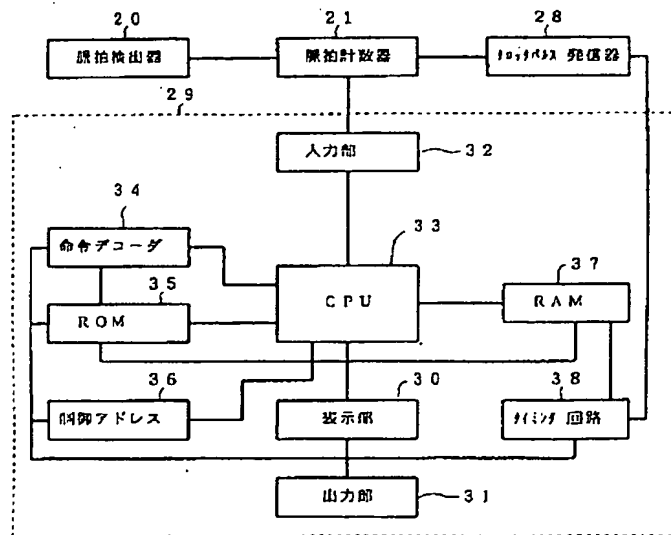 20
21
28
脈拍検出器
脈拍計数器
クロックパルス 発信器
29
入力部
32
34
命令デコーダ
33
CPU
37
RAM
35
ROM
36
制御アドレス
30
表示部
38
タイミング 回路
出力部
31